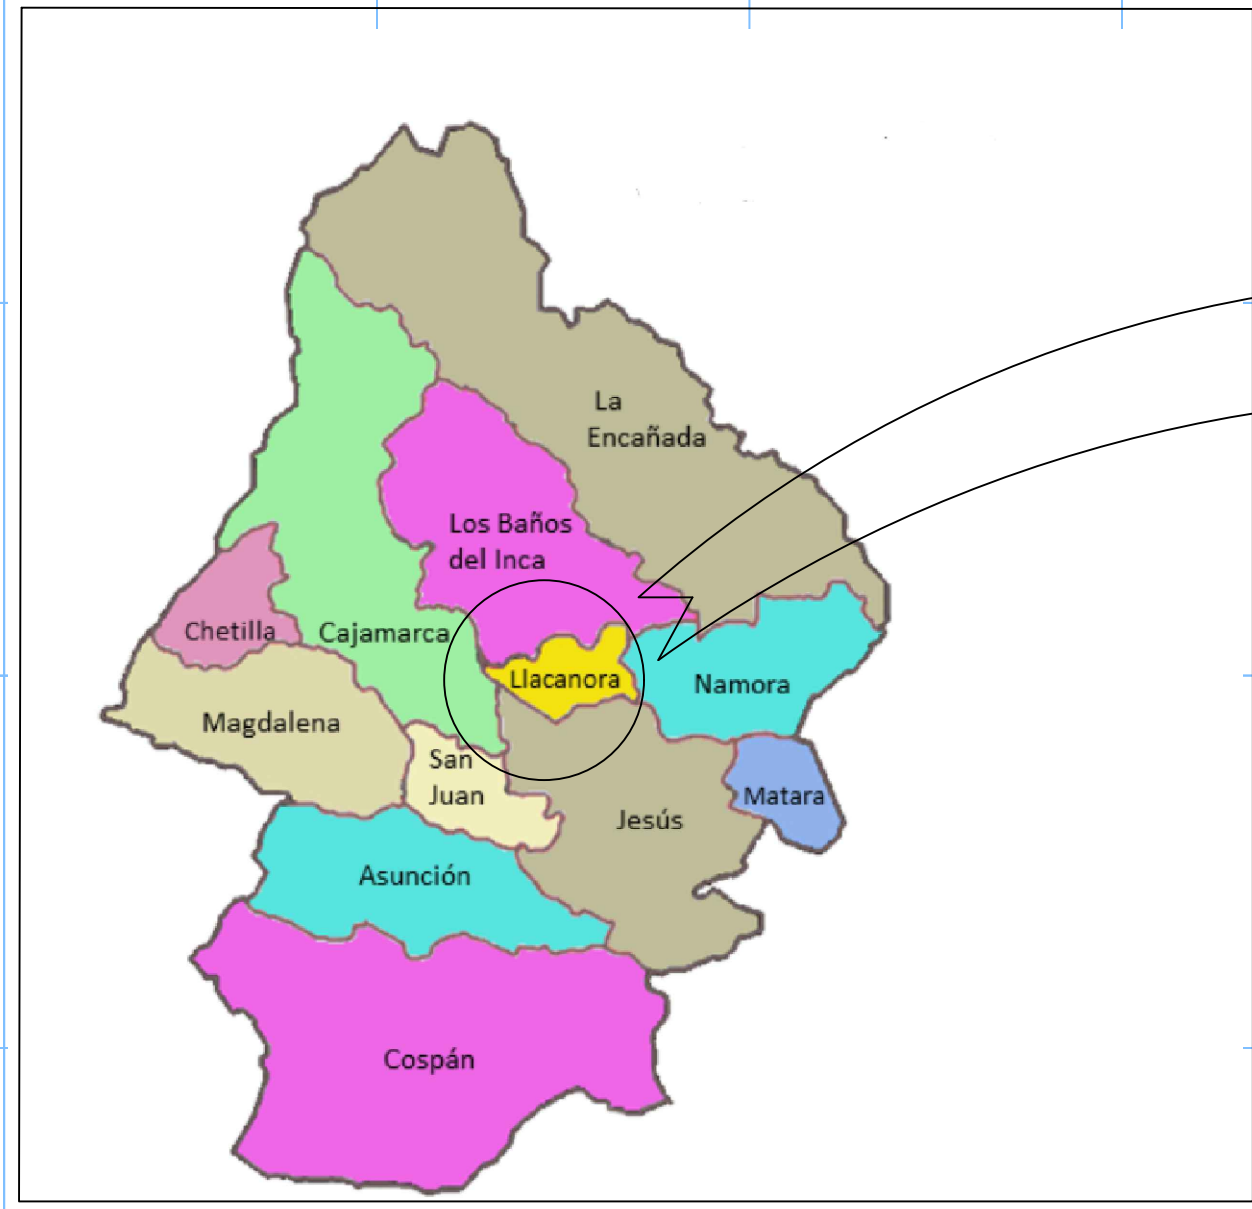 La
Encañada
Los Baños
del Inca
Chetilla
Cajamarca
Llacanora
Namora
Magdalena
San
Juan
Matara
Jesús
Asunción
Cospán